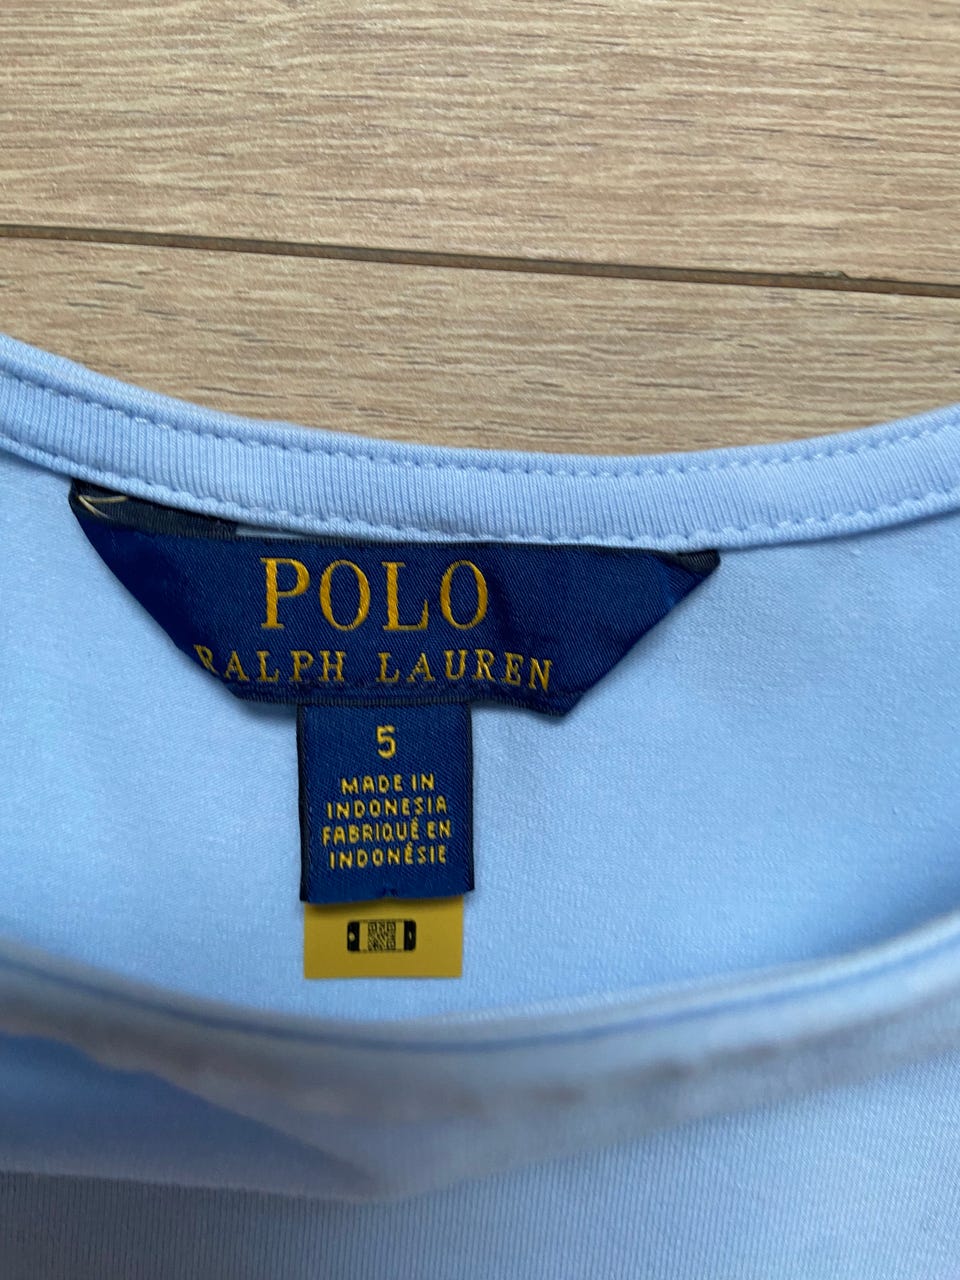 POLO
RALPH LAUREN
5
MADE IN
INDONESIA
FABRIQUÉ EN
INDONÉSIE